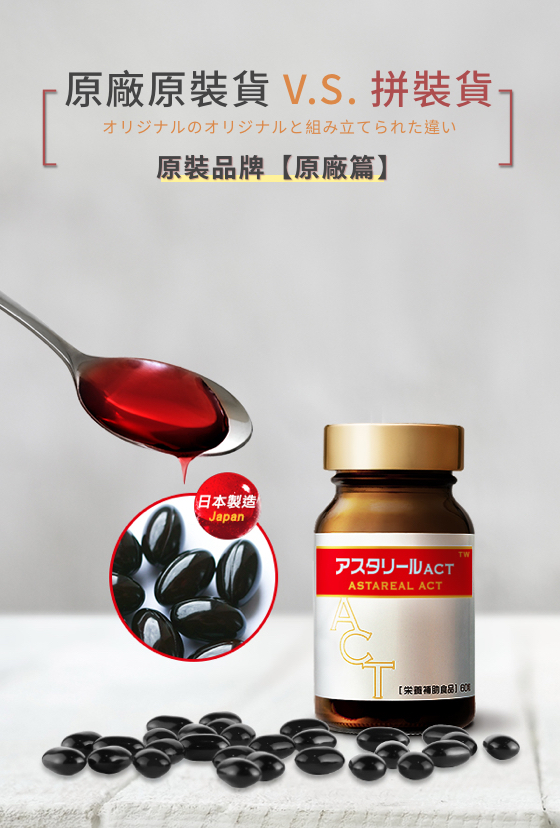 原廠原裝貨 V.S. 拼裝貨
オリジナルのオリジナルと組み立てられた違い
原裝品牌【原廠篇】
日本製造
Japan
TW
アスタリールACT
ASTAREAL ACT
ACT
【栄養補助食品】60粒